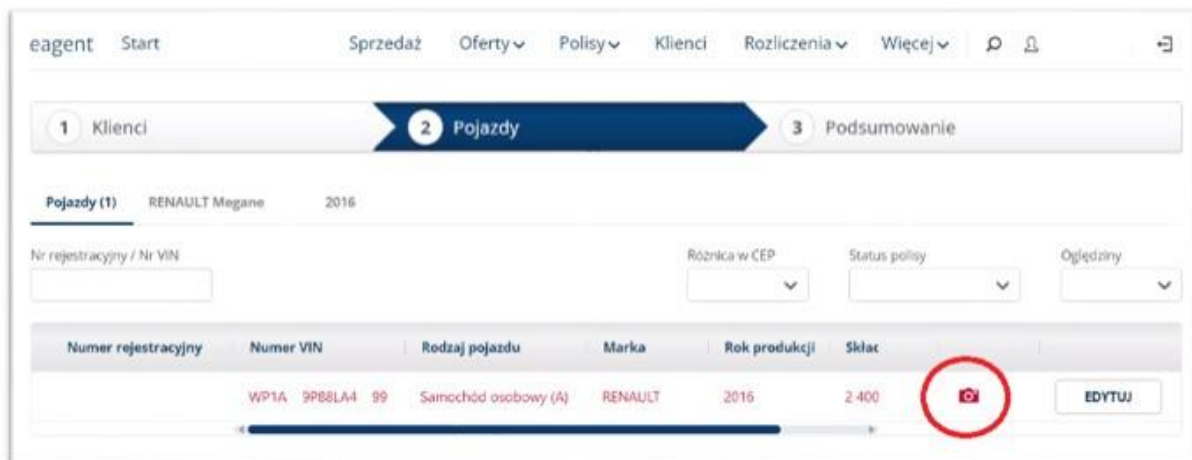 eagent Start Sprzedaż Oferty Polisy Klienci Rozliczenia Więcej
1 Klienci 2 Pojazdy 3 Podsumowanie
Pojazdy (1) RENAULT Megane 2016
Nr rejestracyjny / Nr VIN Różnica w CEP Status polisy Oględziny
Numer rejestracyjny Numer VIN Rodzaj pojazdu Marka Rok produkcji Skłac
WP1A 9P88LA4 99 Samochód osobowy (A) RENAULT 2016 2 400 EDYTUJ